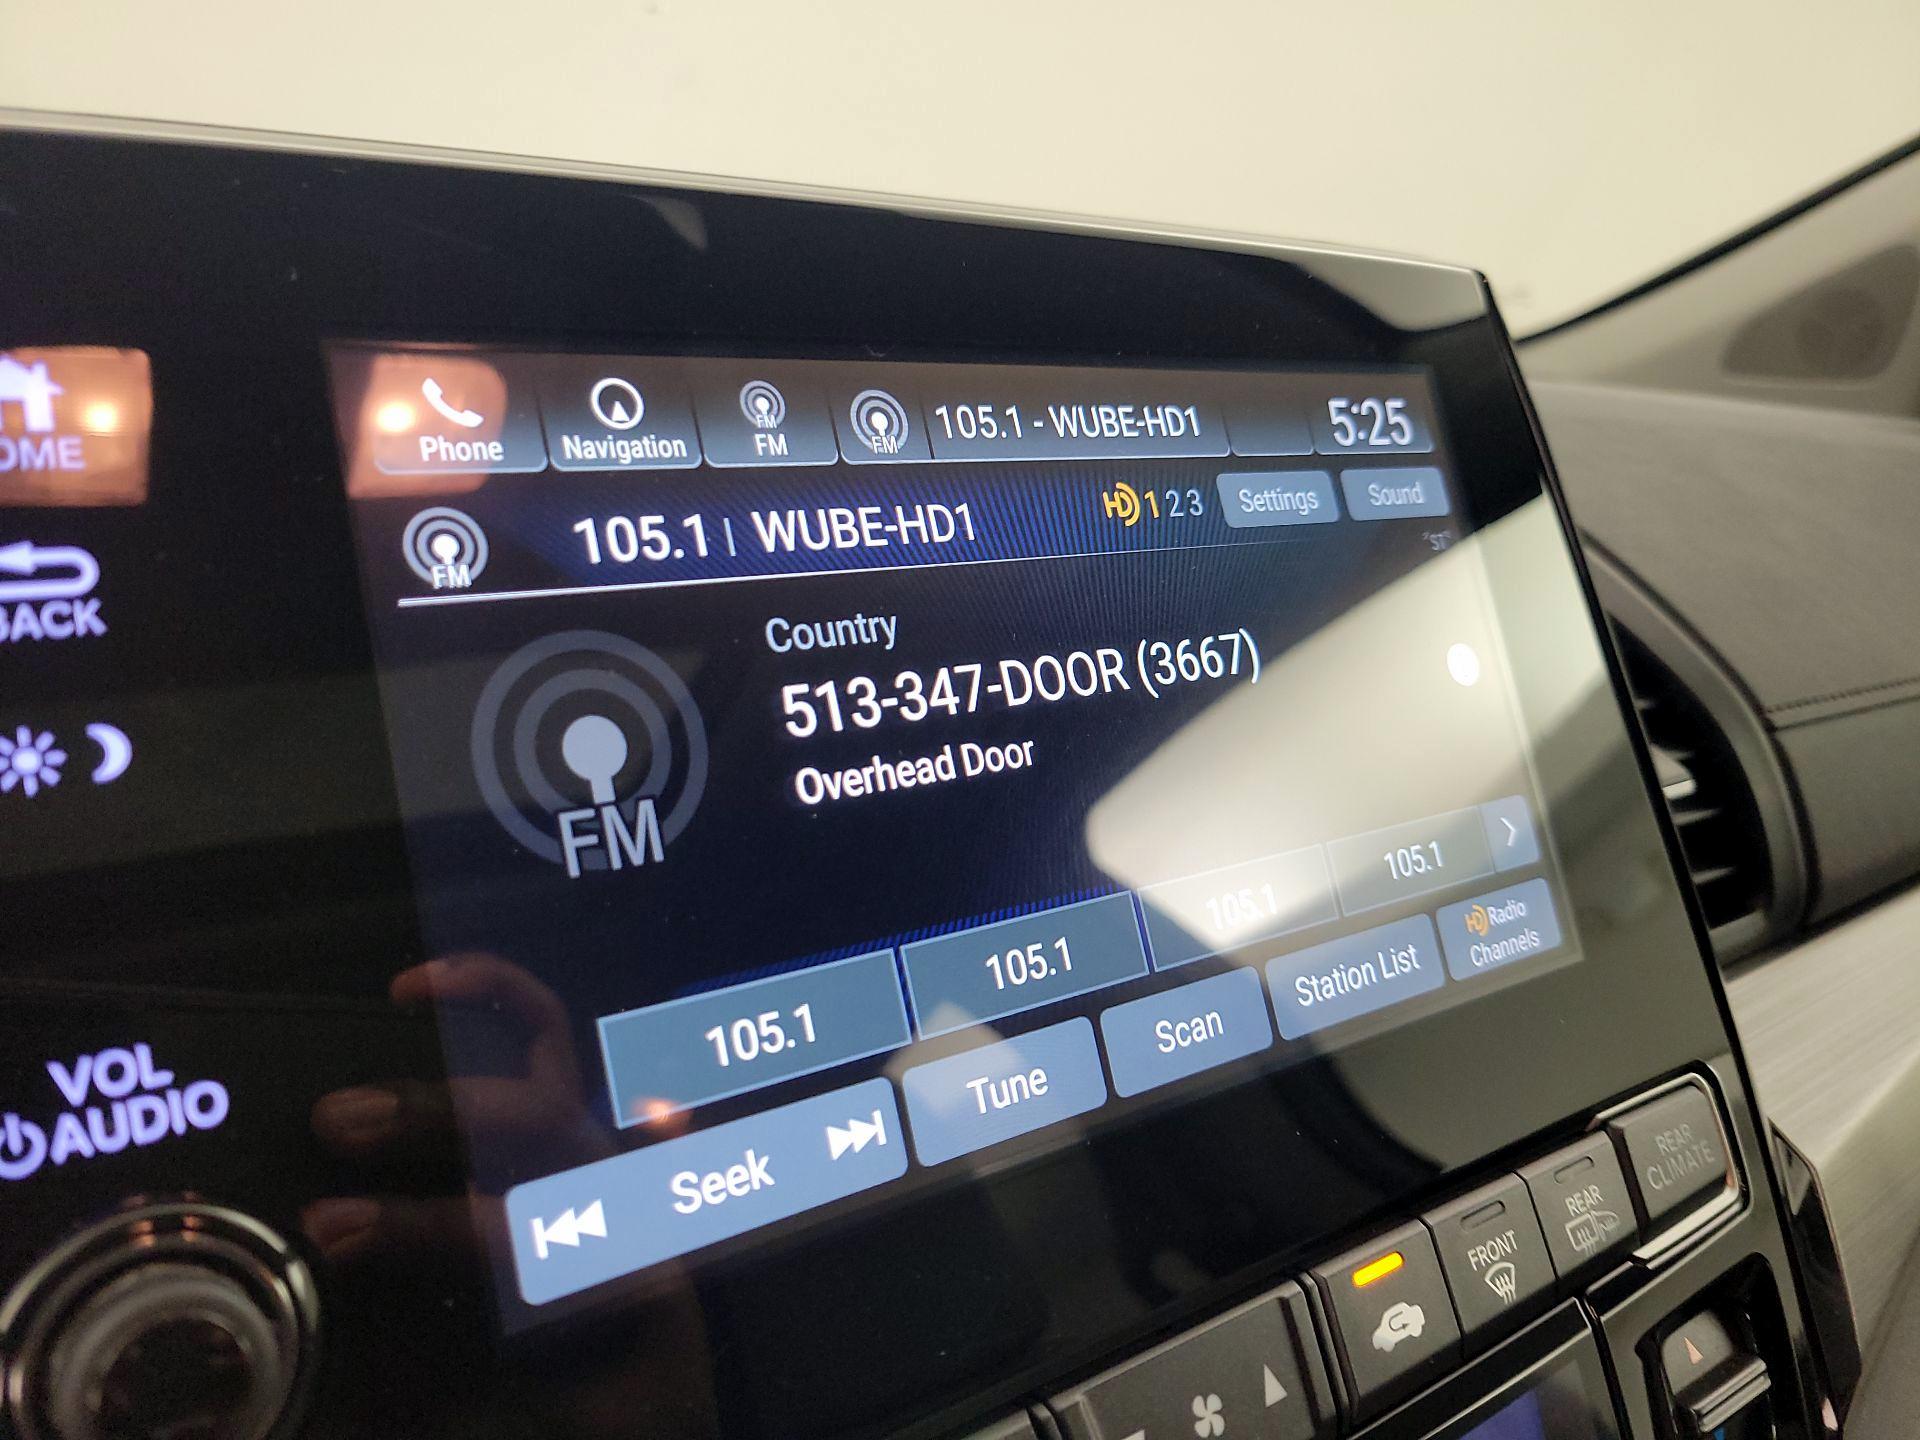 Phone
Navigation
FM
FM
FM
105.1 - WUBE-HD1
5:25
FM
105.1 | WUBE-HD1
HD 1 2 3
Settings
Sound
"ST"
Country
513-347-DOOR (3667)
Overhead Door
FM
105.1
105.1
105.1
105.1
Seek
Tune
Scan
Station List
HD Radio
Channels
OME
BACK
VOL
AUDIO
FRONT
REAR
REAR
CLIMATE